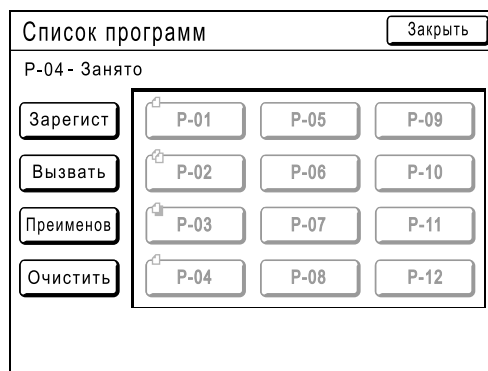 Список программ Закрыть
P-04 - Занято
Зарегист P-01 P-05 P-09
Вызвать P-02 P-06 P-10
Преименов P-03 P-07 P-11
Очистить P-04 P-08 P-12